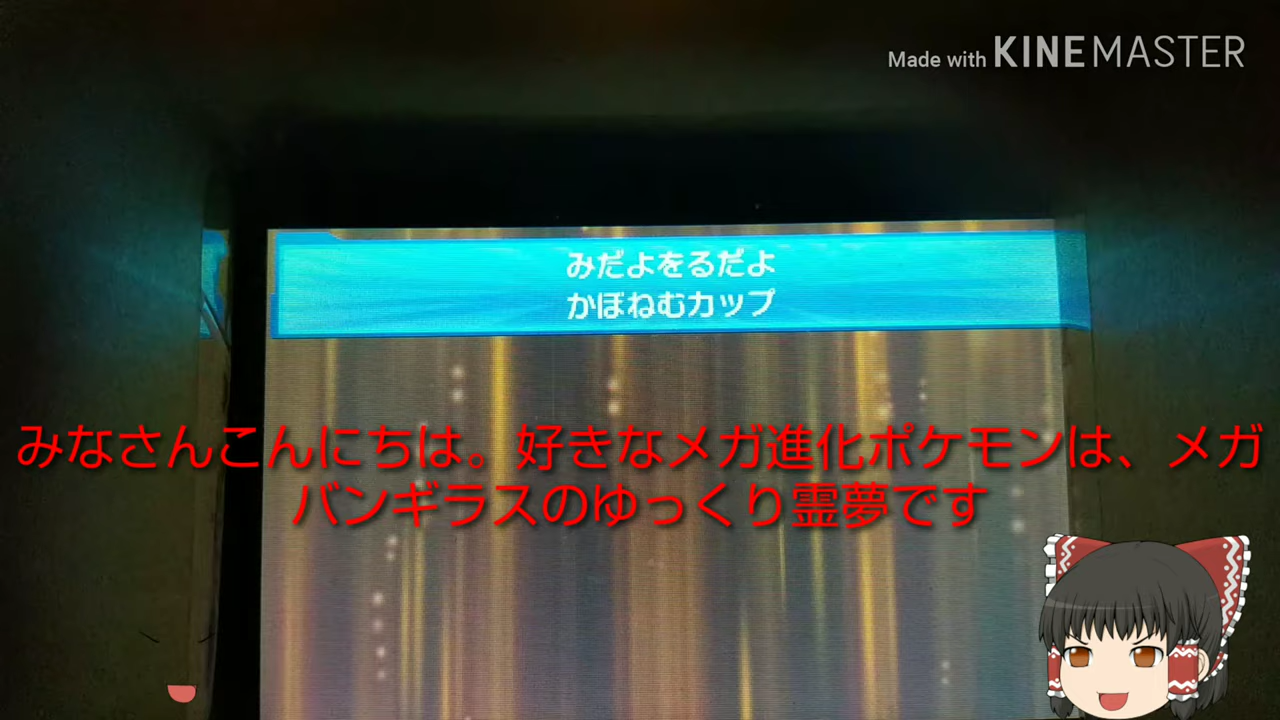 Made with KINEMASTER
みだよをるだよ
かぼねむカップ
みなさんこんにちは。好きなメガ進化ポケモンは、メガ
バンギラスのゆっくり霊夢です